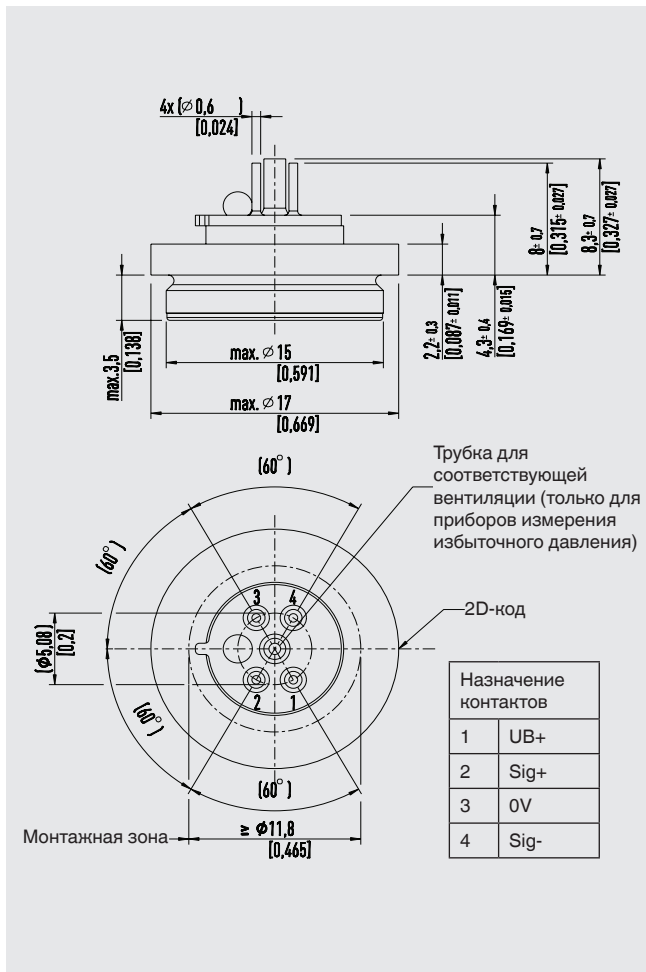 4x (⌀0,6 )
[0,024]
8± 0,7
[0,315± 0,027]
8,3± 0,7
[0,327± 0,027]
max.3,5
[0,138]
max. ⌀15
[0,591]
max. ⌀17
[0,669]
2,2± 0,3
[0,087± 0,011]
4,3± 0,4
[0,169± 0,015]
Трубка для
соответствующей
вентиляции (только для
приборов измерения
избыточного давления)
(60°)
(60°)
3 4
2D-код
(⌀5,08)
[0,2]
2 1
(60°)
(60°)
Назначение
контактов
1 UB+
2 Sig+
3 0V
4 Sig-
Монтажная зона
≥ ⌀11,8
[0,465]